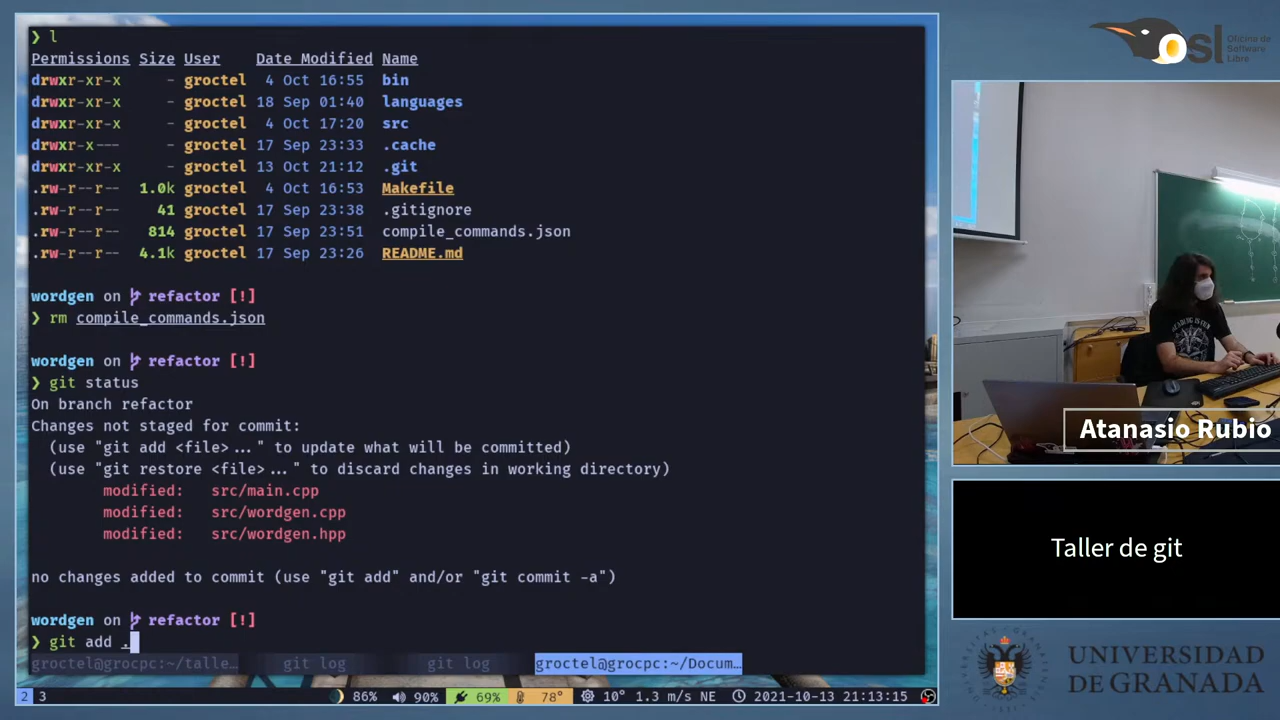 ❯ l
Permissions Size User Date Modified Name
drwxr-xr-x - groctel 4 Oct 16:55 bin
drwxr-xr-x - groctel 18 Sep 01:40 languages
drwxr-xr-x - groctel 4 Oct 17:20 src
drwxr-x--- - groctel 17 Sep 23:33 .cache
drwxr-xr-x - groctel 13 Oct 21:12 .git
.rw-r--r-- 1.0k groctel 4 Oct 16:53 Makefile
.rw-r--r-- 41 groctel 17 Sep 23:38 .gitignore
.rw-r--r-- 814 groctel 17 Sep 23:51 compile_commands.json
.rw-r--r-- 4.1k groctel 17 Sep 23:26 README.md
wordgen on refactor [!]
❯ rm compile_commands.json
wordgen on refactor [!]
❯ git status
On branch refactor
Changes not staged for commit:
(use "git add <file>..." to update what will be committed)
(use "git restore <file>..." to discard changes in working directory)
modified: src/main.cpp
modified: src/wordgen.cpp
modified: src/wordgen.hpp
no changes added to commit (use "git add" and/or "git commit -a")
wordgen on refactor [!]
❯ git add .
groctel@grocpc:~/talle… git log git log groctel@grocpc:~/Docum…
2 3 86% 90% 69% 78° 10° 1.3 m/s NE 2021-10-13 21:13:15
osl Oficina de
Software
Libre
Atanasio Rubio
Taller de git
UNIVERSIDAD
DE GRANADA